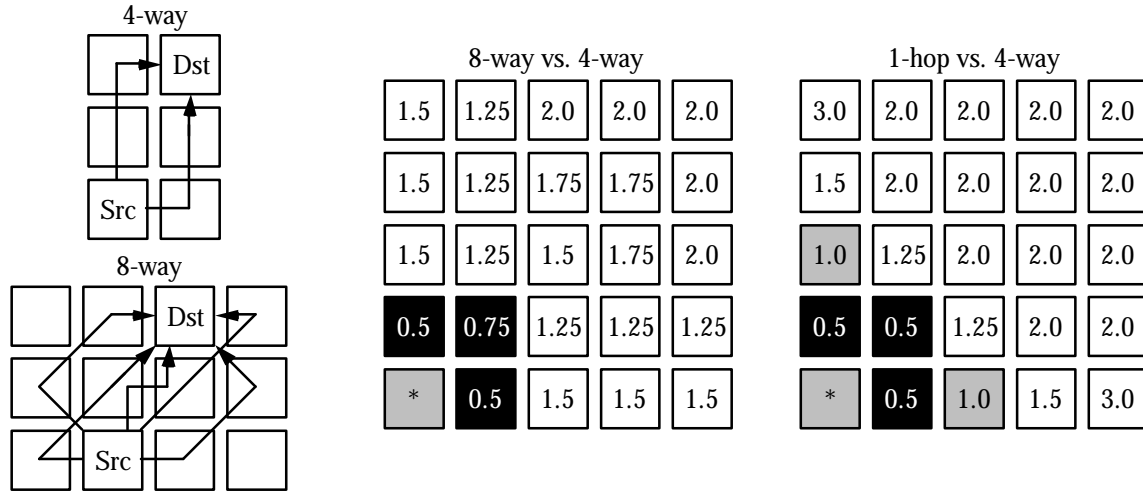 4-way
Dst
Src
8-way
Dst
Src
8-way vs. 4-way
1.5 1.25 2.0 2.0 2.0
1.5 1.25 1.75 1.75 2.0
1.5 1.25 1.5 1.75 2.0
0.5 0.75 1.25 1.25 1.25
* 0.5 1.5 1.5 1.5
1-hop vs. 4-way
3.0 2.0 2.0 2.0 2.0
1.5 2.0 2.0 2.0 2.0
1.0 1.25 2.0 2.0 2.0
0.5 0.5 1.25 2.0 2.0
* 0.5 1.0 1.5 3.0